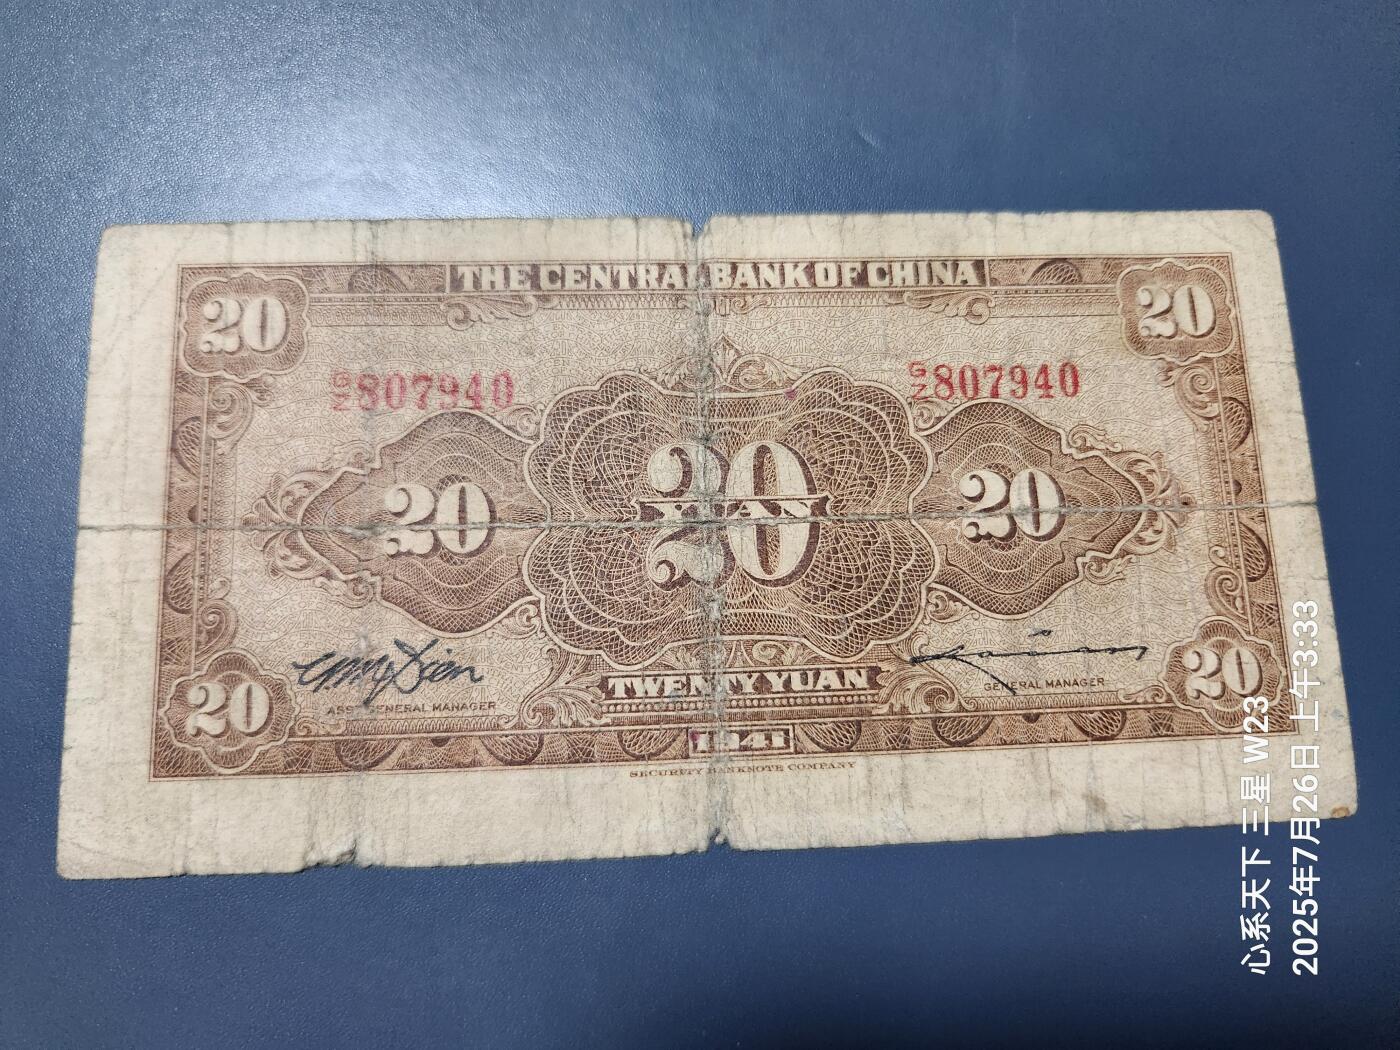 THE CENTRAL BANK OF CHINA
20 20
G/Z 807940 G/Z 807940
20 20 20
YUAN
TWENTY YUAN
ASST. GENERAL MANAGER GENERAL MANAGER
20 20
1941
SECURITY BANKNOTE COMPANY
心系天下 三星 W23
2025年7月26日 上午3:33